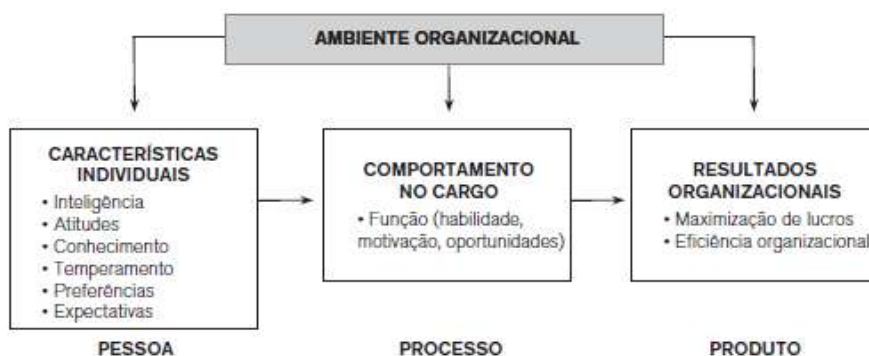 AMBIENTE ORGANIZACIONAL
CARACTERÍSTICAS
INDIVIDUAIS
• Inteligência
• Atitudes
• Conhecimento
• Temperamento
• Preferências
• Expectativas
COMPORTAMENTO
NO CARGO
• Função (habilidade,
motivação, oportunidades)
RESULTADOS
ORGANIZACIONAIS
• Maximização de lucros
• Eficiência organizacional
PESSOA
PROCESSO
PRODUTO